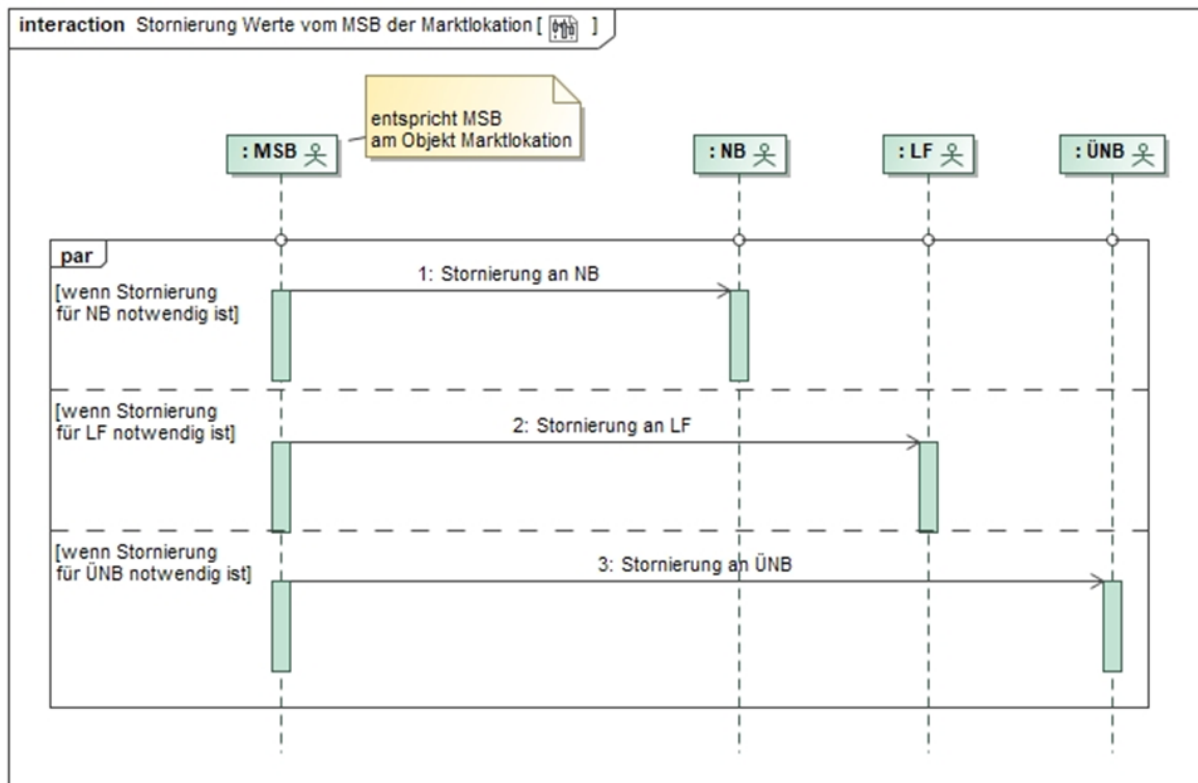 interaction Stornierung Werte vom MSB der Marktlokation [ ]
entspricht MSB
am Objekt Marktlokation
: MSB
: NB
: LF
: ÜNB
par
1: Stornierung an NB
[wenn Stornierung
für NB notwendig ist]
[wenn Stornierung
für LF notwendig ist]
2: Stornierung an LF
[wenn Stornierung
für ÜNB notwendig ist]
3: Stornierung an ÜNB